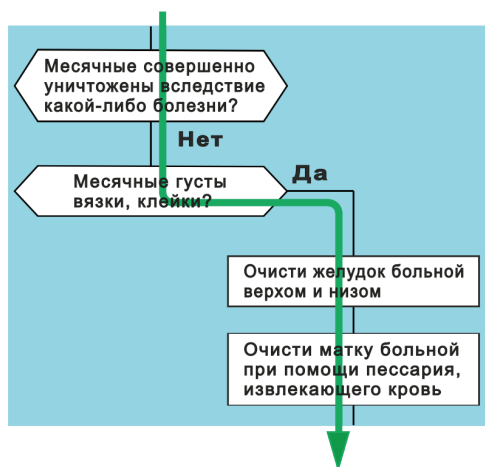 Месячные совершенно
уничтожены вследствие
какой-либо болезни?
Нет
Месячные густы
вязки, клейки?
Да
Очисти желудок больной
верхом и низом
Очисти матку больной
при помощи пессария,
извлекающего кровь